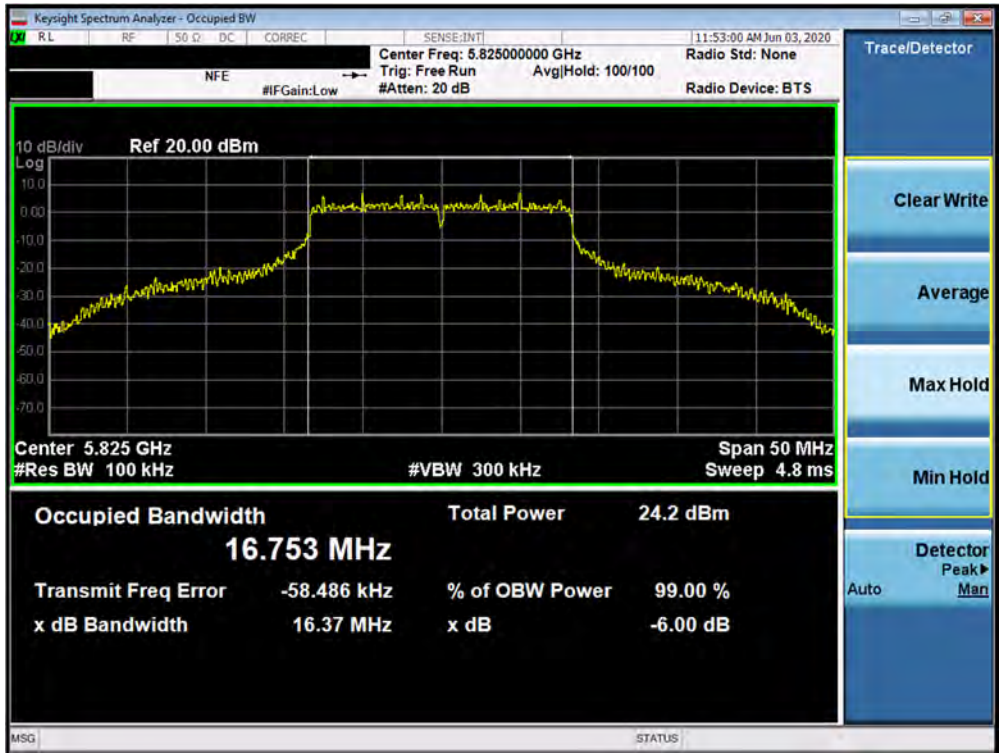 Keysight Spectrum Analyzer - Occupied BW
RL RF 50 Ω DC CORREC SENSE:INT 11:53:00 AM Jun 03, 2020
Center Freq: 5.825000000 GHz Radio Std: None
NFE Trig: Free Run Avg|Hold: 100/100
#IFGain:Low #Atten: 20 dB Radio Device: BTS
10 dB/div Ref 20.00 dBm
Log
10.0
0.00
-10.0
-20.0
-30.0
-40.0
-50.0
-60.0
-70.0
Center 5.825 GHz Span 50 MHz
#Res BW 100 kHz #VBW 300 kHz Sweep 4.8 ms
Occupied Bandwidth Total Power 24.2 dBm
16.753 MHz
Transmit Freq Error -58.486 kHz % of OBW Power 99.00 %
x dB Bandwidth 16.37 MHz x dB -6.00 dB
MSG STATUS
Trace/Detector
Clear Write
Average
Max Hold
Min Hold
Detector
Peak▶
Auto Man